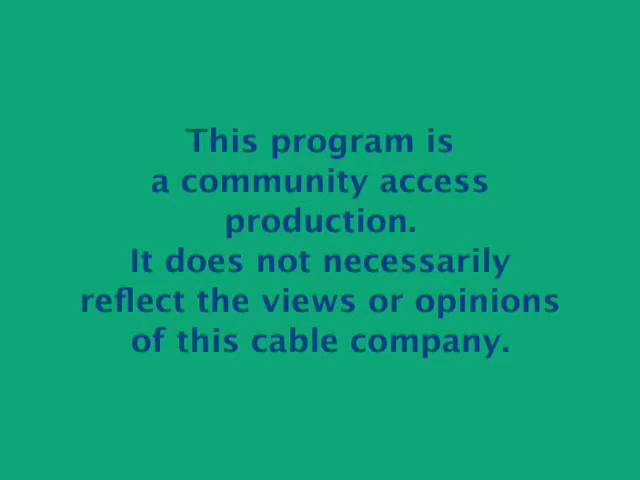 This program is
a community access
production.
It does not necessarily
reflect the views or opinions
of this cable company.